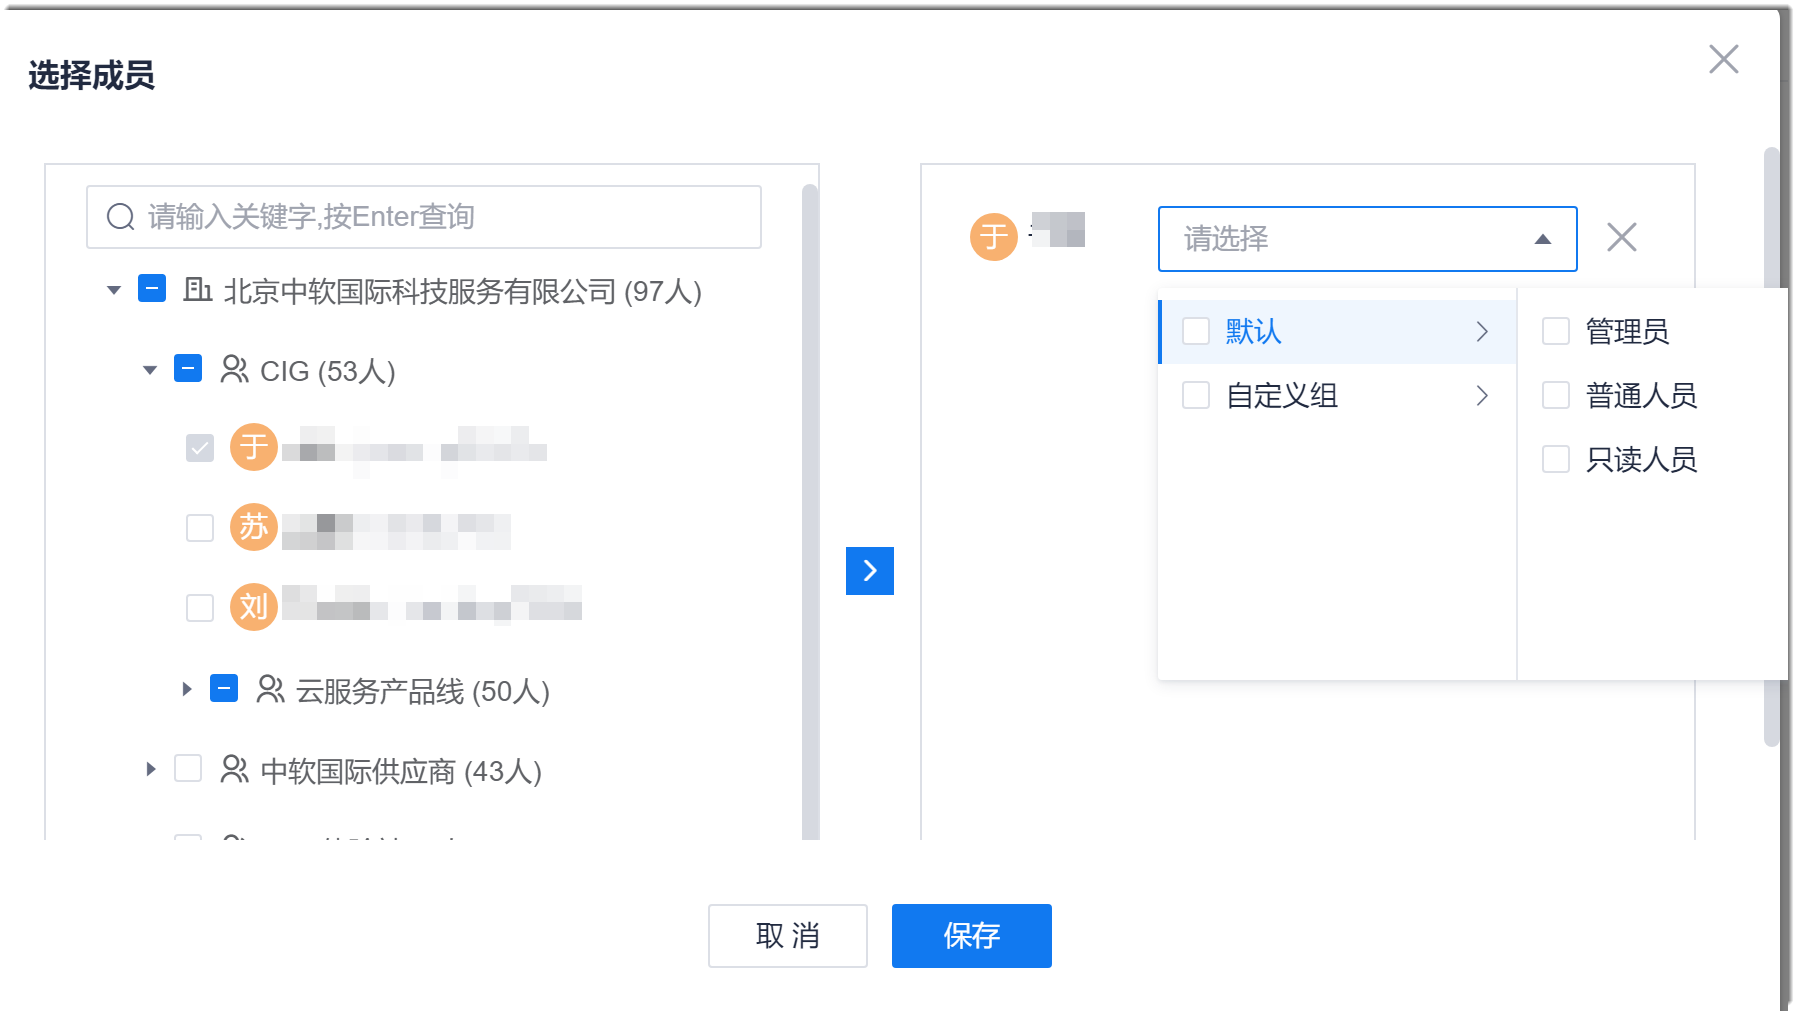 选择成员
请输入关键字,按Enter查询
北京中软国际科技服务有限公司 (97人)
CIG (53人)
于
苏
刘
云服务产品线 (50人)
中软国际供应商 (43人)
于
请选择
默认
自定义组
管理员
普通人员
只读人员
取 消
保存